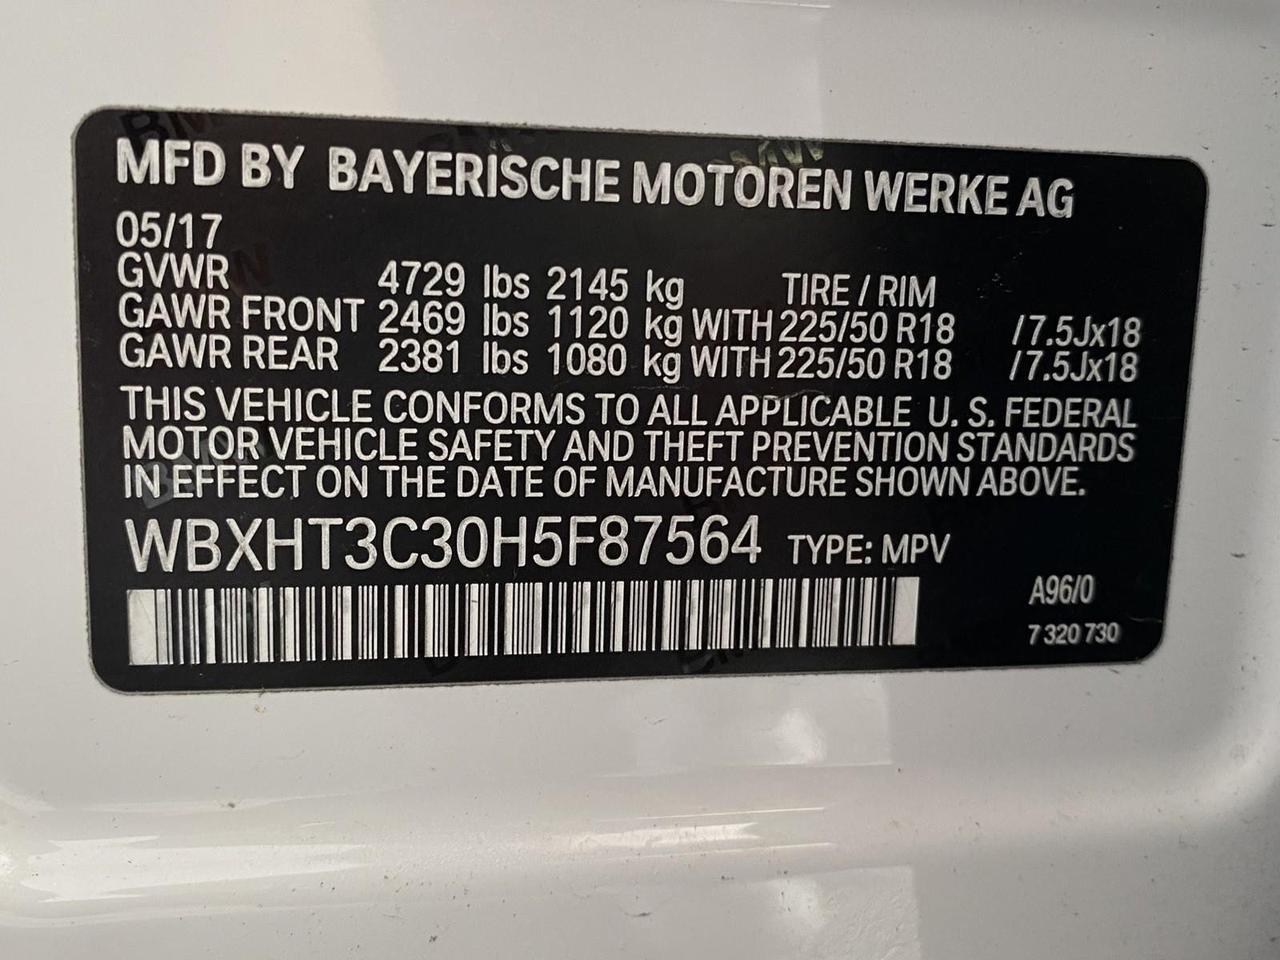 MFD BY BAYERISCHE MOTOREN WERKE AG
05/17
GVWR 4729 lbs 2145 kg TIRE / RIM
GAWR FRONT 2469 lbs 1120 kg WITH 225/50 R18 /7.5Jx18
GAWR REAR 2381 lbs 1080 kg WITH 225/50 R18 /7.5Jx18
THIS VEHICLE CONFORMS TO ALL APPLICABLE U. S. FEDERAL
MOTOR VEHICLE SAFETY AND THEFT PREVENTION STANDARDS
IN EFFECT ON THE DATE OF MANUFACTURE SHOWN ABOVE.
WBXHT3C30H5F87564 TYPE: MPV
A96/0
7 320 730